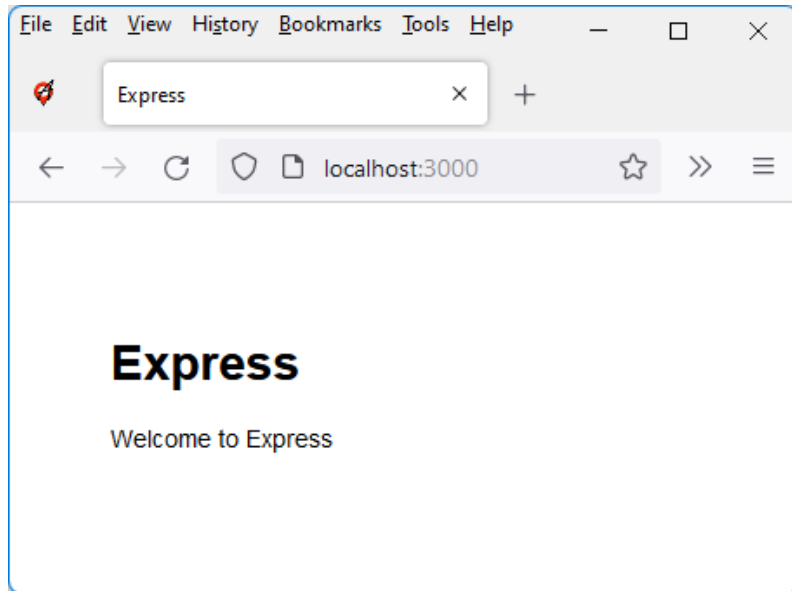 File Edit View History Bookmarks Tools Help
Express
localhost:3000
Express
Welcome to Express